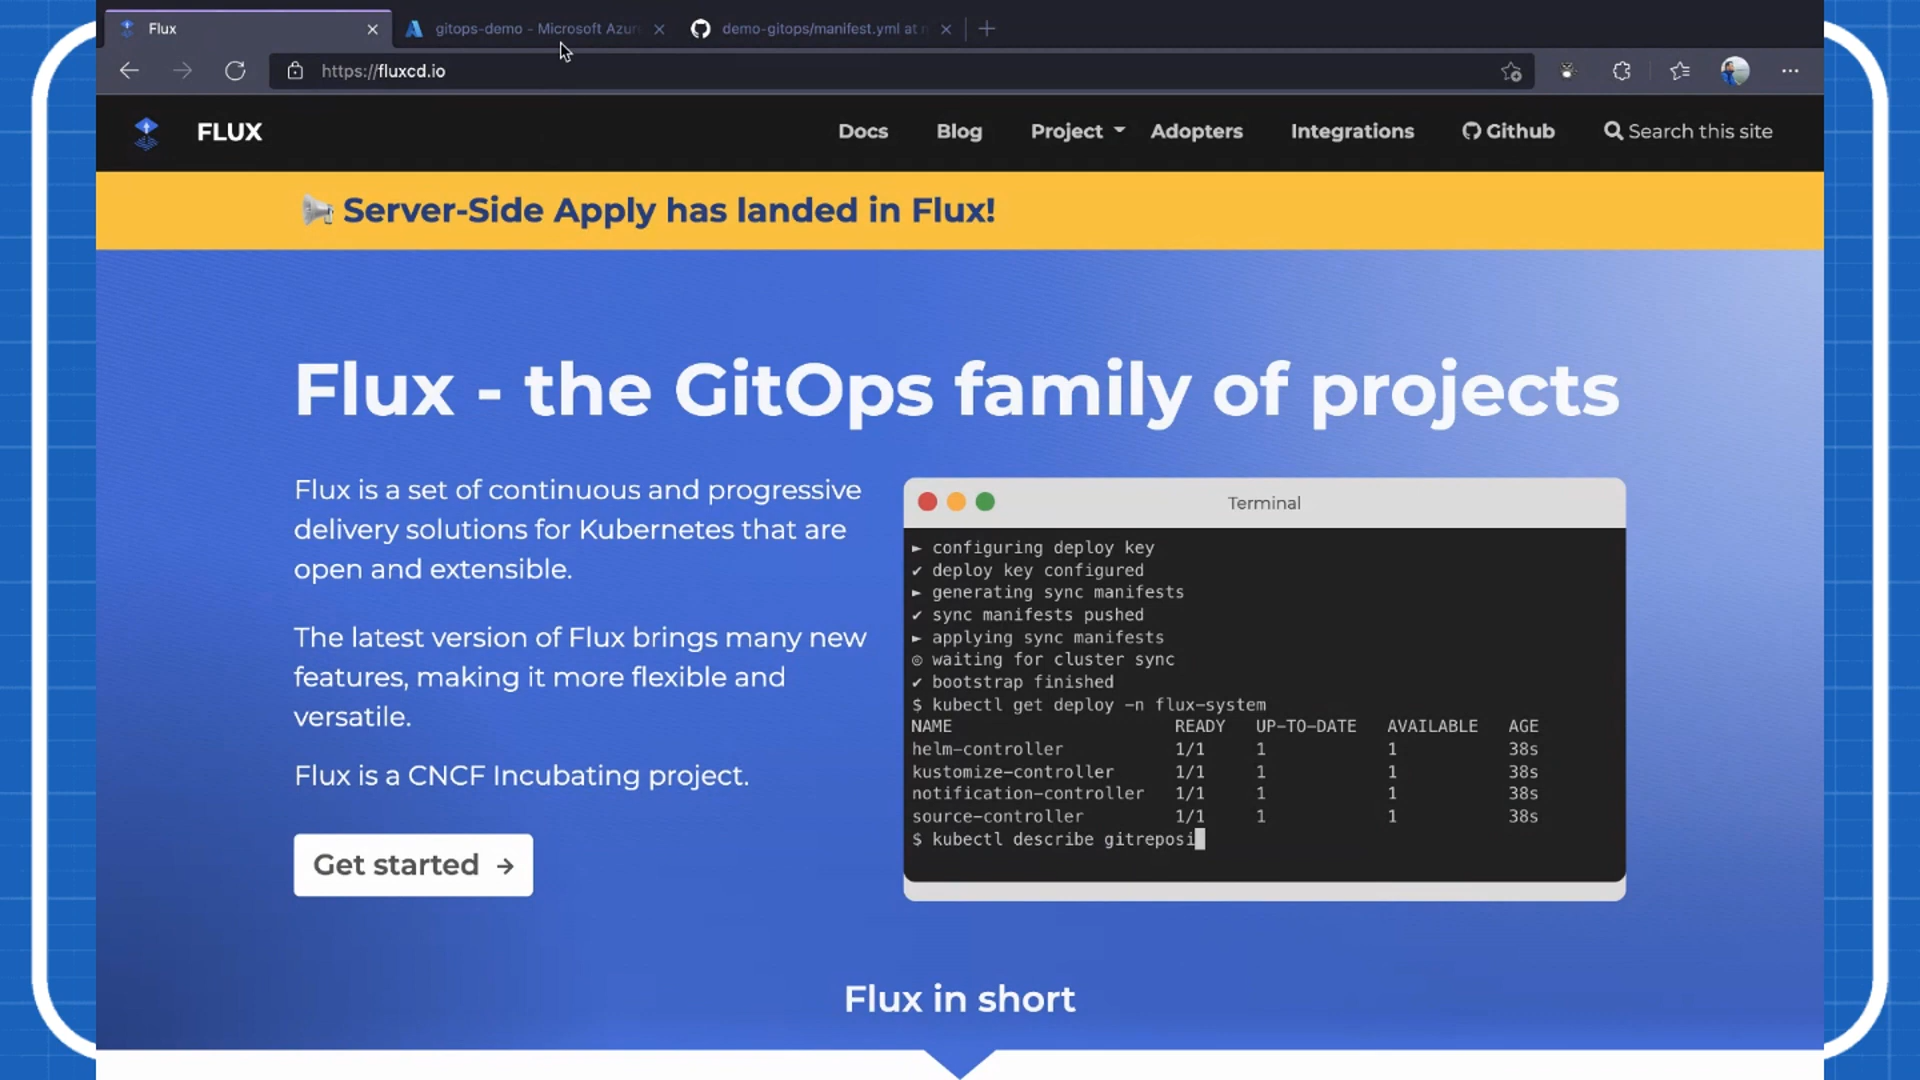 Flux
gitops-demo - Microsoft Azur
demo-gitops/manifest.yml at
https://fluxcd.io
FLUX
Docs
Blog
Project
Adopters
Integrations
Github
Search this site
Server-Side Apply has landed in Flux!
Flux - the GitOps family of projects
Flux is a set of continuous and progressive
delivery solutions for Kubernetes that are
open and extensible.
The latest version of Flux brings many new
features, making it more flexible and
versatile.
Flux is a CNCF Incubating project.
Get started →
Terminal
► configuring deploy key
✔ deploy key configured
► generating sync manifests
✔ sync manifests pushed
► applying sync manifests
◎ waiting for cluster sync
✔ bootstrap finished
$ kubectl get deploy -n flux-system
NAME READY UP-TO-DATE AVAILABLE AGE
helm-controller 1/1 1 1 38s
kustomize-controller 1/1 1 1 38s
notification-controller 1/1 1 1 38s
source-controller 1/1 1 1 38s
$ kubectl describe gitreposi
Flux in short